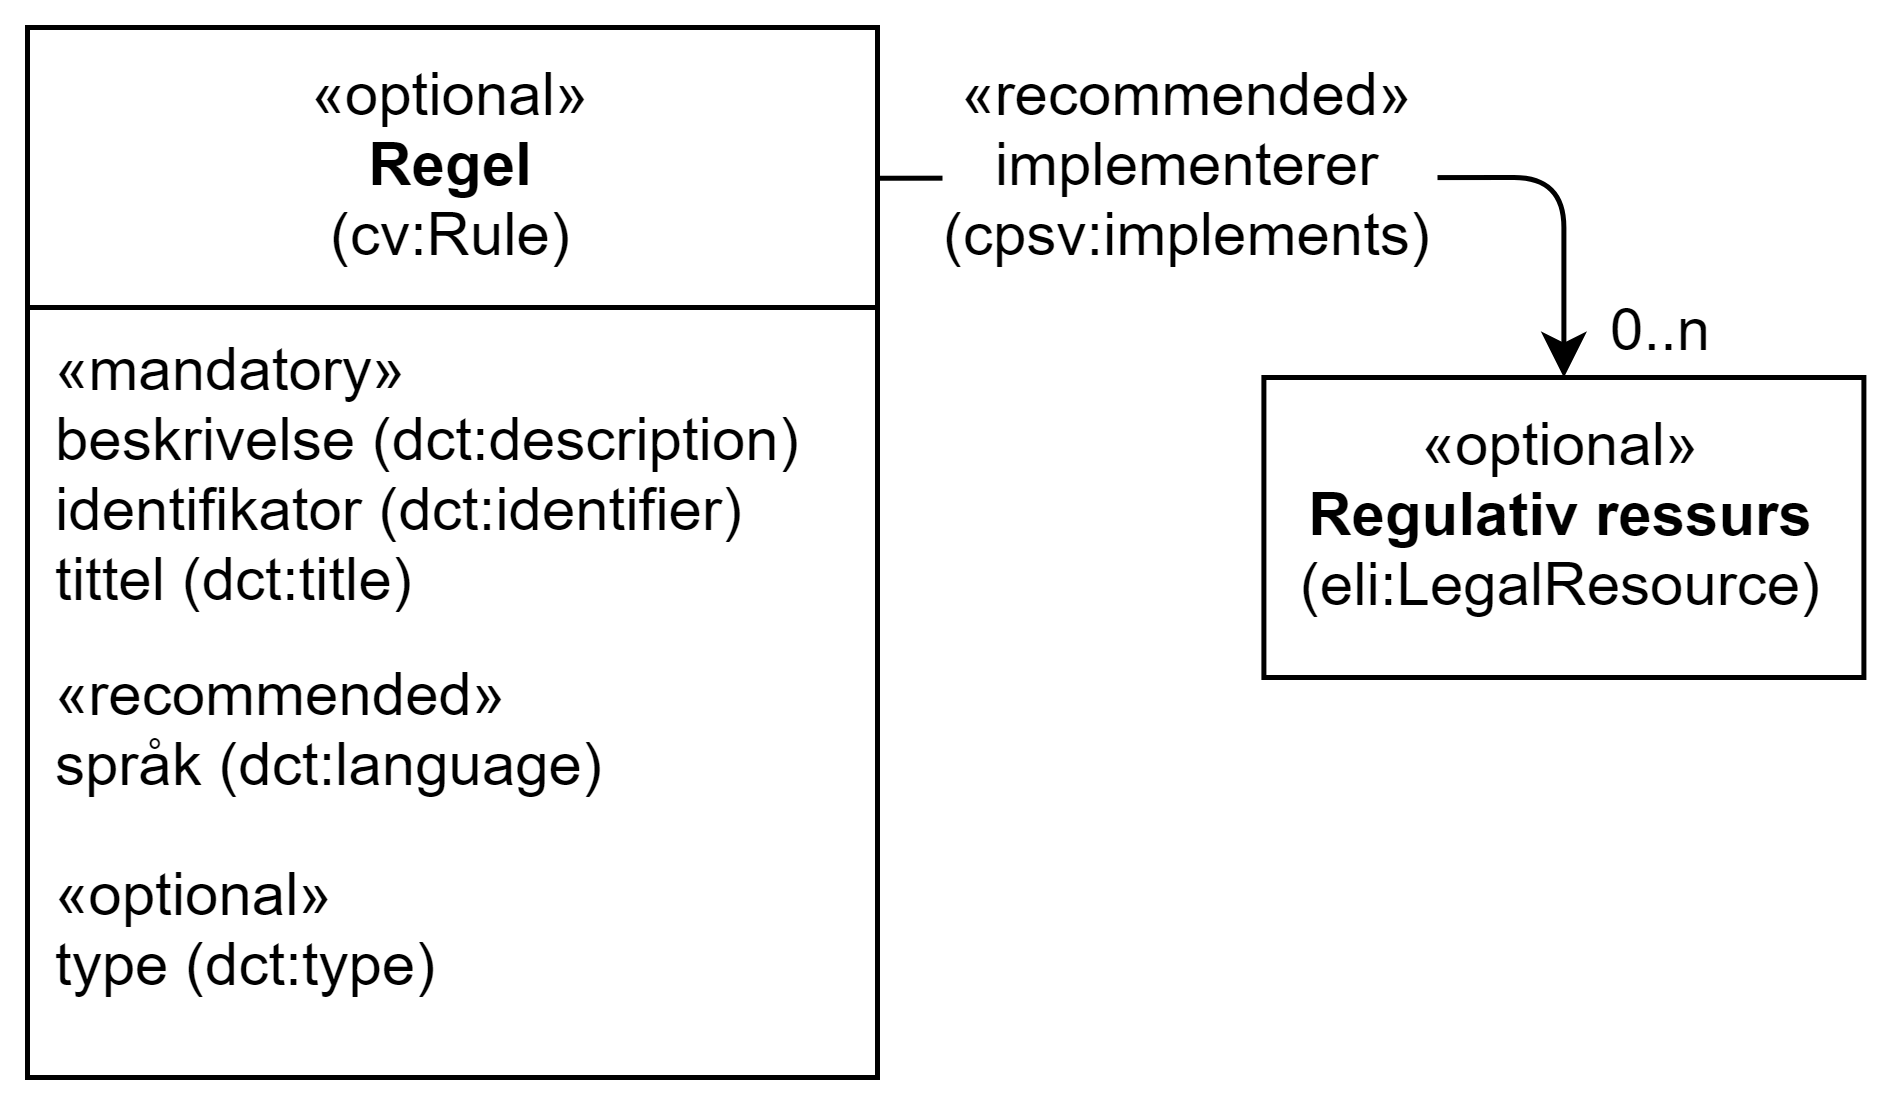 «optional»
Regel
(cv:Rule)
«mandatory»
beskrivelse (dct:description)
identifikator (dct:identifier)
tittel (dct:title)
«recommended»
språk (dct:language)
«optional»
type (dct:type)
«recommended»
implementerer
(cpsv:implements)
0..n
«optional»
Regulativ ressurs
(eli:LegalResource)